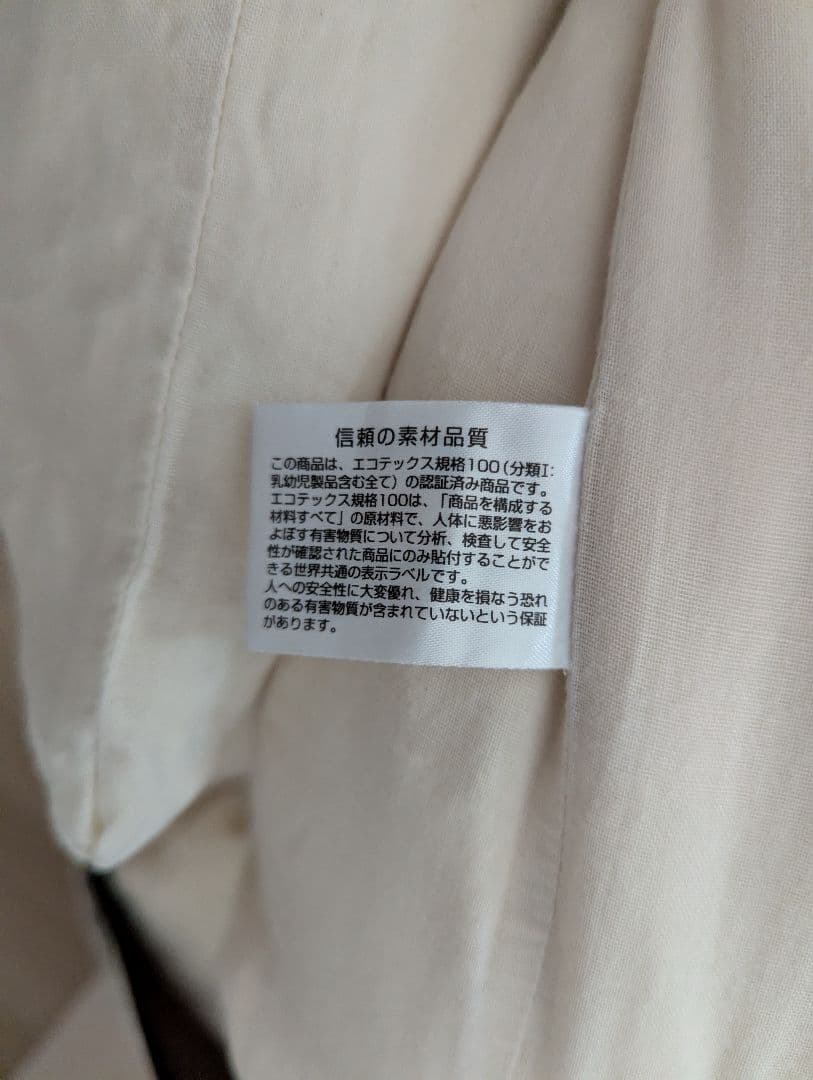 信頼の素材品質
この商品は、エコテックス規格100(分類I:
乳幼児製品含む全て)の認証済み商品です。
エコテックス規格100は、「商品を構成する
材料すべて」の原材料で、人体に悪影響をお
よぼす有害物質について分析、検査して安全
性が確認された商品にのみ貼付することがで
きる世界共通の表示ラベルです。
人への安全性に大変優れ、健康を損なう恐れ
のある有害物質が含まれていないという保証
があります。